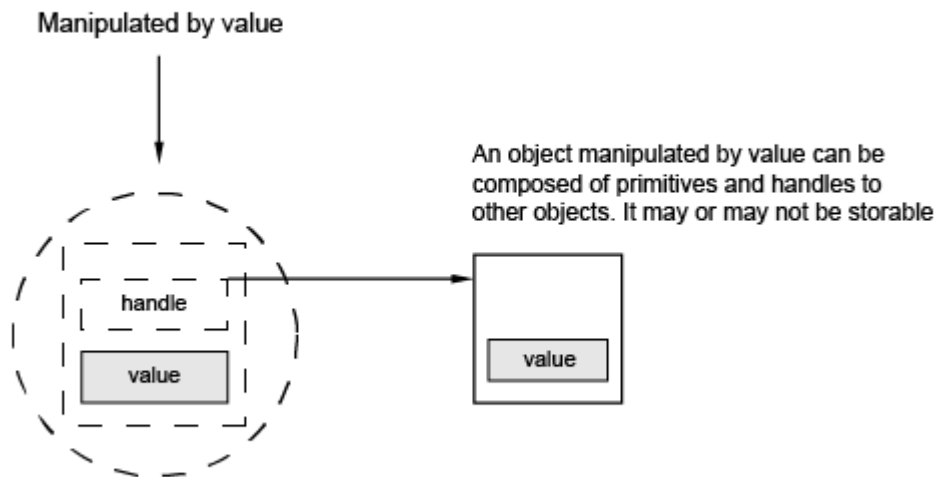 Manipulated by value
An object manipulated by value can be
composed of primitives and handles to
other objects. It may or may not be storable
handle
value
value